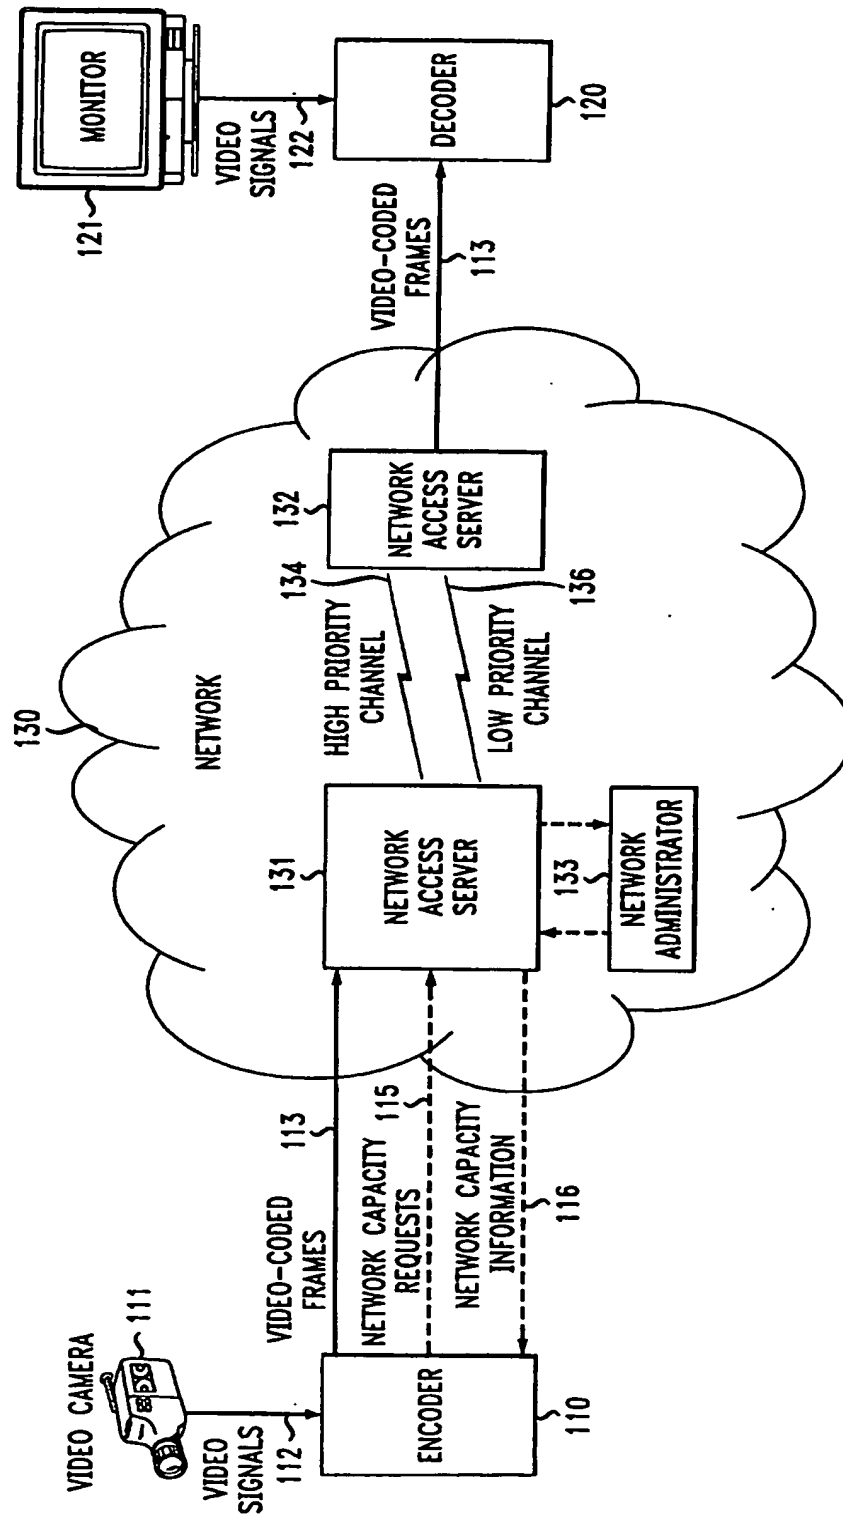 VIDEO CAMERA
111
VIDEO
SIGNALS
112
ENCODER
110
VIDEO-CODED
FRAMES
113
NETWORK CAPACITY
REQUESTS
115
NETWORK CAPACITY
INFORMATION
116
130
NETWORK
131
NETWORK
ACCESS
SERVER
133
NETWORK
ADMINISTRATOR
HIGH PRIORITY
CHANNEL
134
LOW PRIORITY
CHANNEL
136
132
NETWORK
ACCESS
SERVER
VIDEO-CODED
FRAMES
113
121
MONITOR
VIDEO
SIGNALS
122
DECODER
120